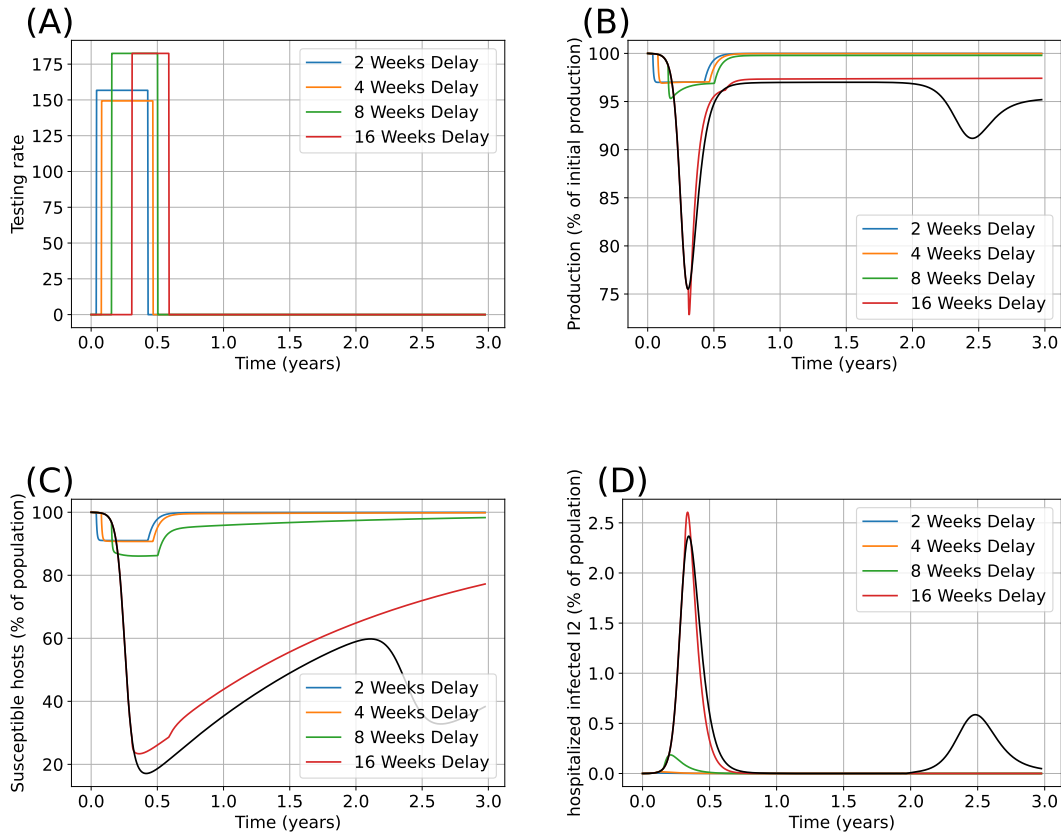 (A)
Testing rate
175
150
125
100
75
50
25
0
2 Weeks Delay
4 Weeks Delay
8 Weeks Delay
16 Weeks Delay
0.0 0.5 1.0 1.5 2.0 2.5 3.0
Time (years)
(B)
Production (% of initial production)
100
95
90
85
80
75
2 Weeks Delay
4 Weeks Delay
8 Weeks Delay
16 Weeks Delay
0.0 0.5 1.0 1.5 2.0 2.5 3.0
Time (years)
(C)
Susceptible hosts (% of population)
100
80
60
40
20
2 Weeks Delay
4 Weeks Delay
8 Weeks Delay
16 Weeks Delay
0.0 0.5 1.0 1.5 2.0 2.5 3.0
Time (years)
(D)
hospitalized infected I2 (% of population)
2.5
2.0
1.5
1.0
0.5
0.0
2 Weeks Delay
4 Weeks Delay
8 Weeks Delay
16 Weeks Delay
0.0 0.5 1.0 1.5 2.0 2.5 3.0
Time (years)